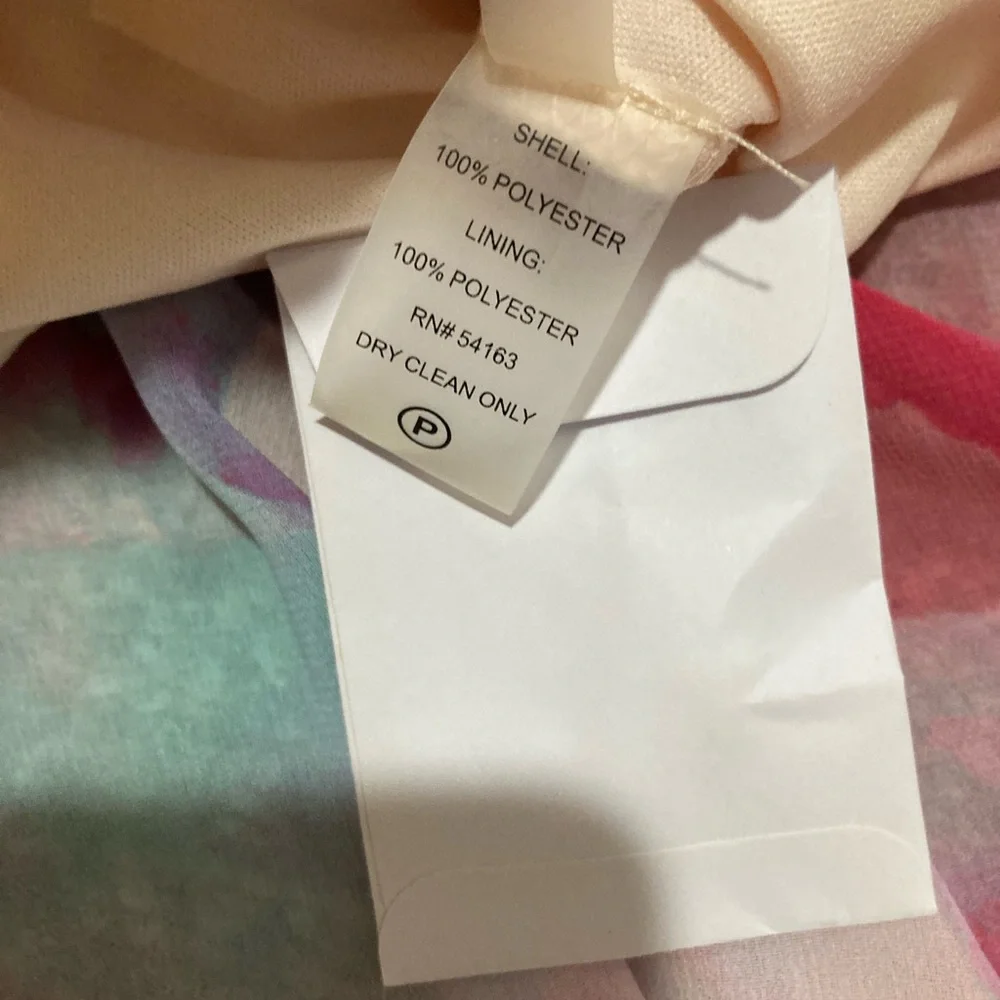 SHELL:
100% POLYESTER
LINING:
100% POLYESTER
RN# 54163
DRY CLEAN ONLY
P